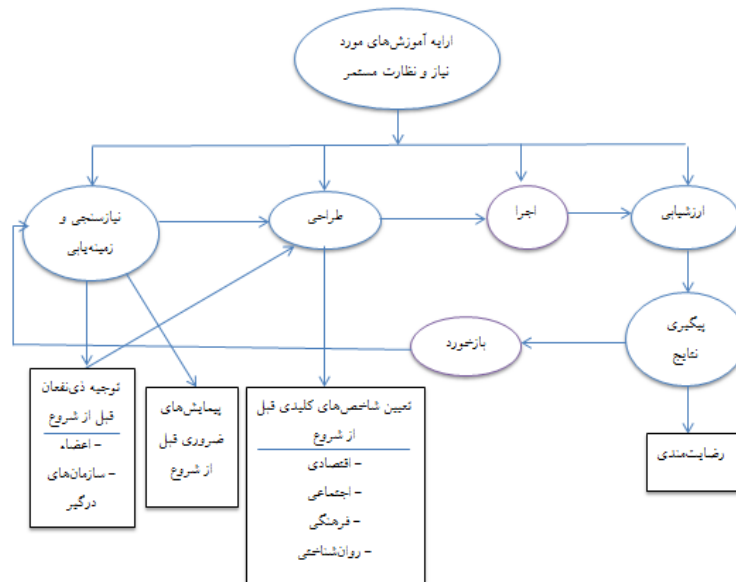 ارایه آموزش‌های مورد
نیاز و نظارت مستمر
نیازسنجی و
زمینه‌یابی
طراحی
اجرا
ارزشیابی
پیگیری
نتایج
بازخورد
توجیه ذی‌نفعان
قبل از شروع
- اعضاء
- سازمان‌های
درگیر
پیمایش‌های
ضروری قبل
از شروع
تعیین شاخص‌های کلیدی قبل
از شروع
- اقتصادی
- اجتماعی
- فرهنگی
- روان‌شناختی
رضایت‌مندی